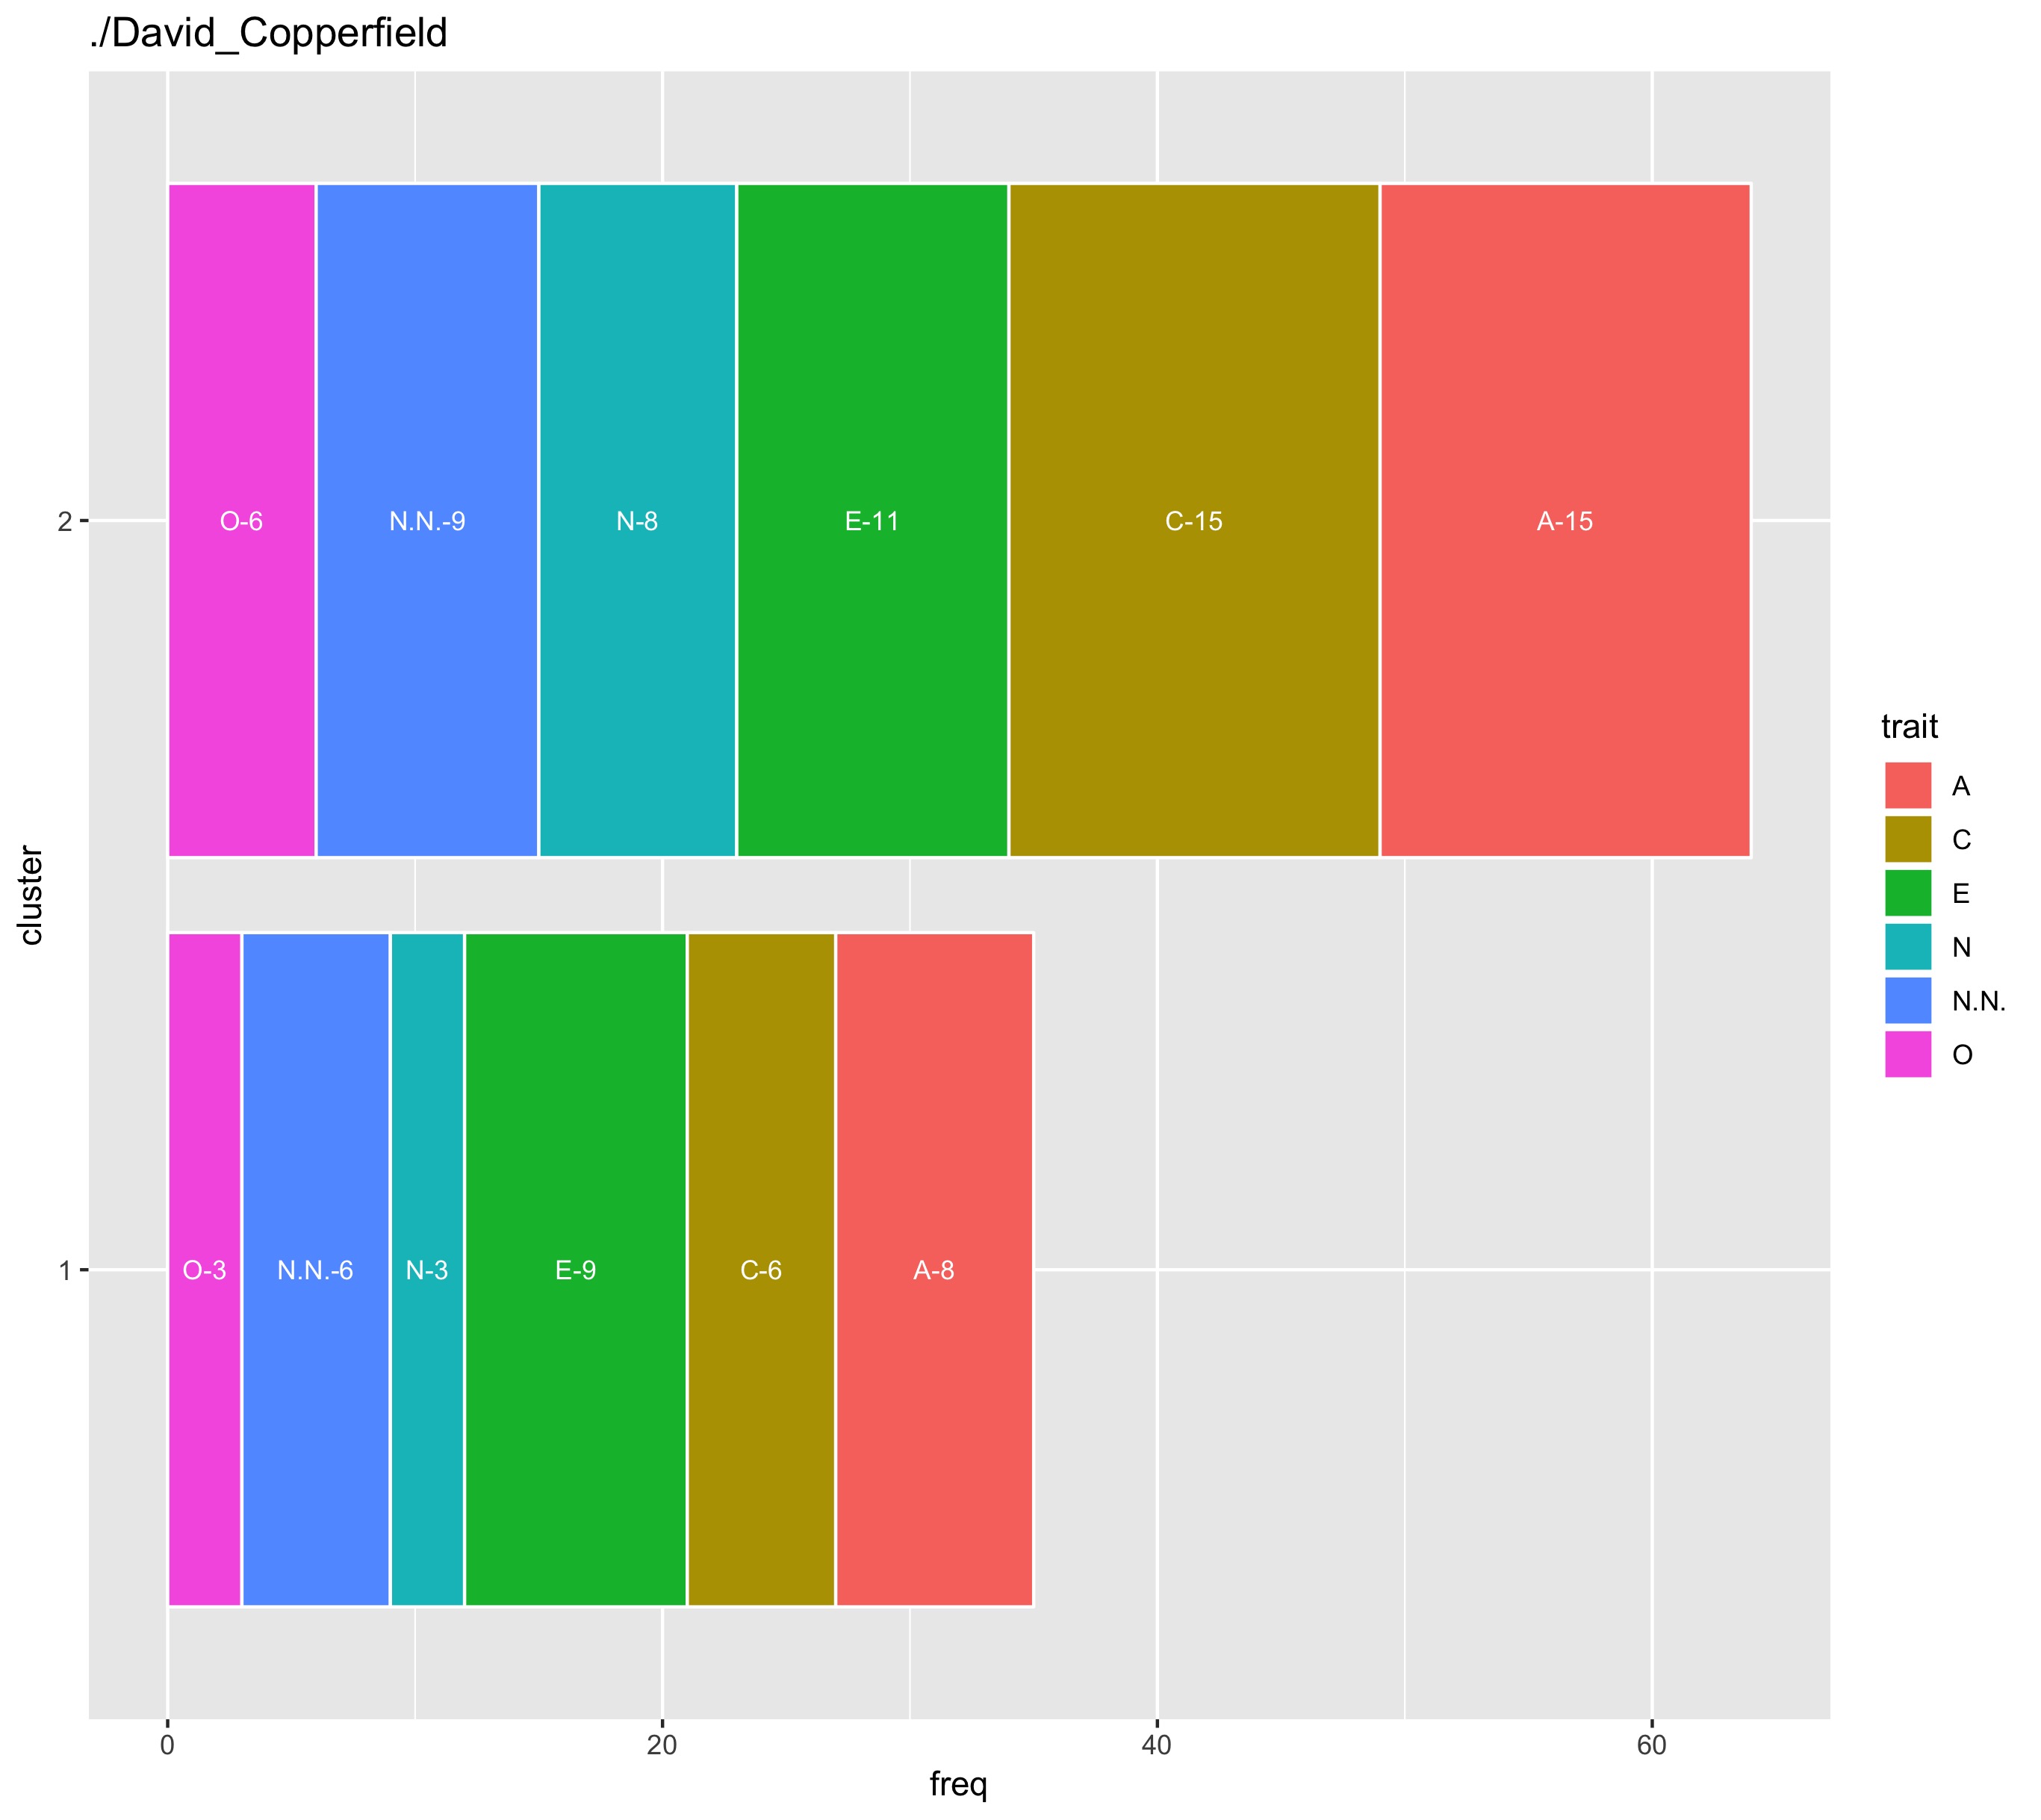 ./David_Copperfield
cluster
2
O-6 N.N.-9 N-8 E-11 C-15 A-15
1
O-3 N.N.-6 N-3 E-9 C-6 A-8
0 20 40 60
freq
trait
A
C
E
N
N.N.
O